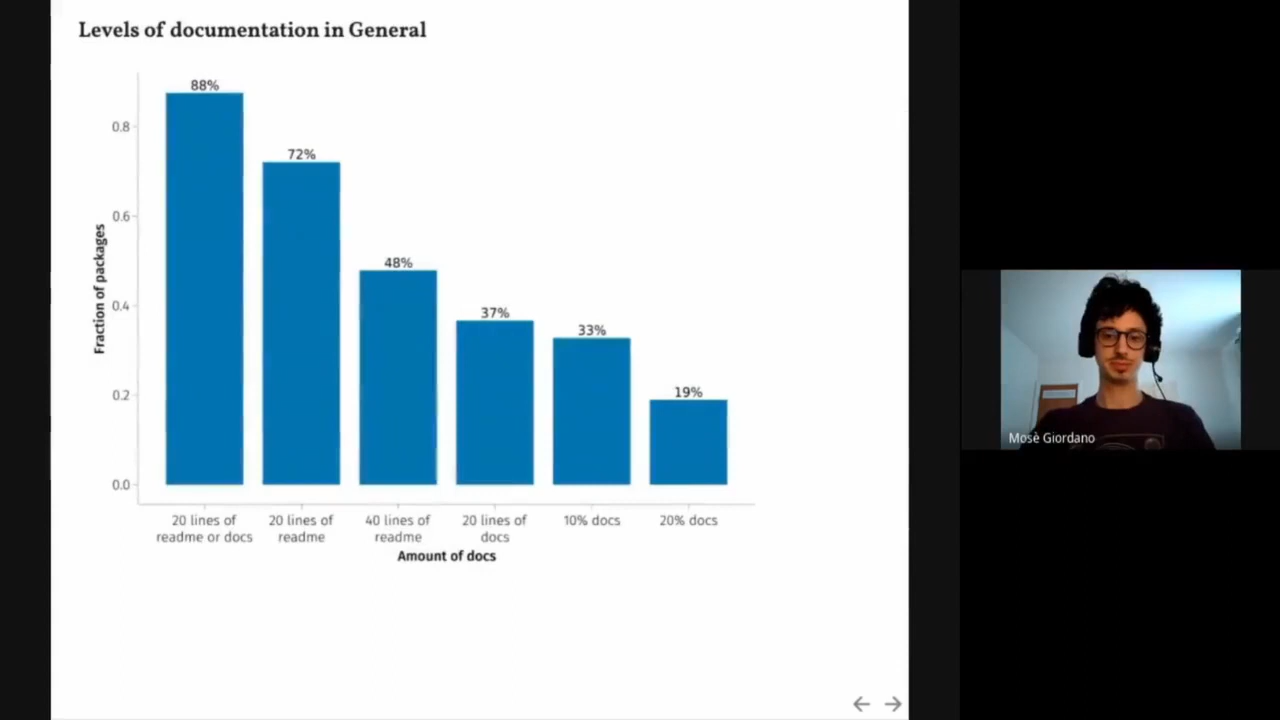 Levels of documentation in General
88%
72%
48%
37%
33%
19%
0.8
0.6
0.4
0.2
0.0
Fraction of packages
20 lines of
readme or docs
20 lines of
readme
40 lines of
readme
20 lines of
docs
10% docs
20% docs
Amount of docs
Mosè Giordano